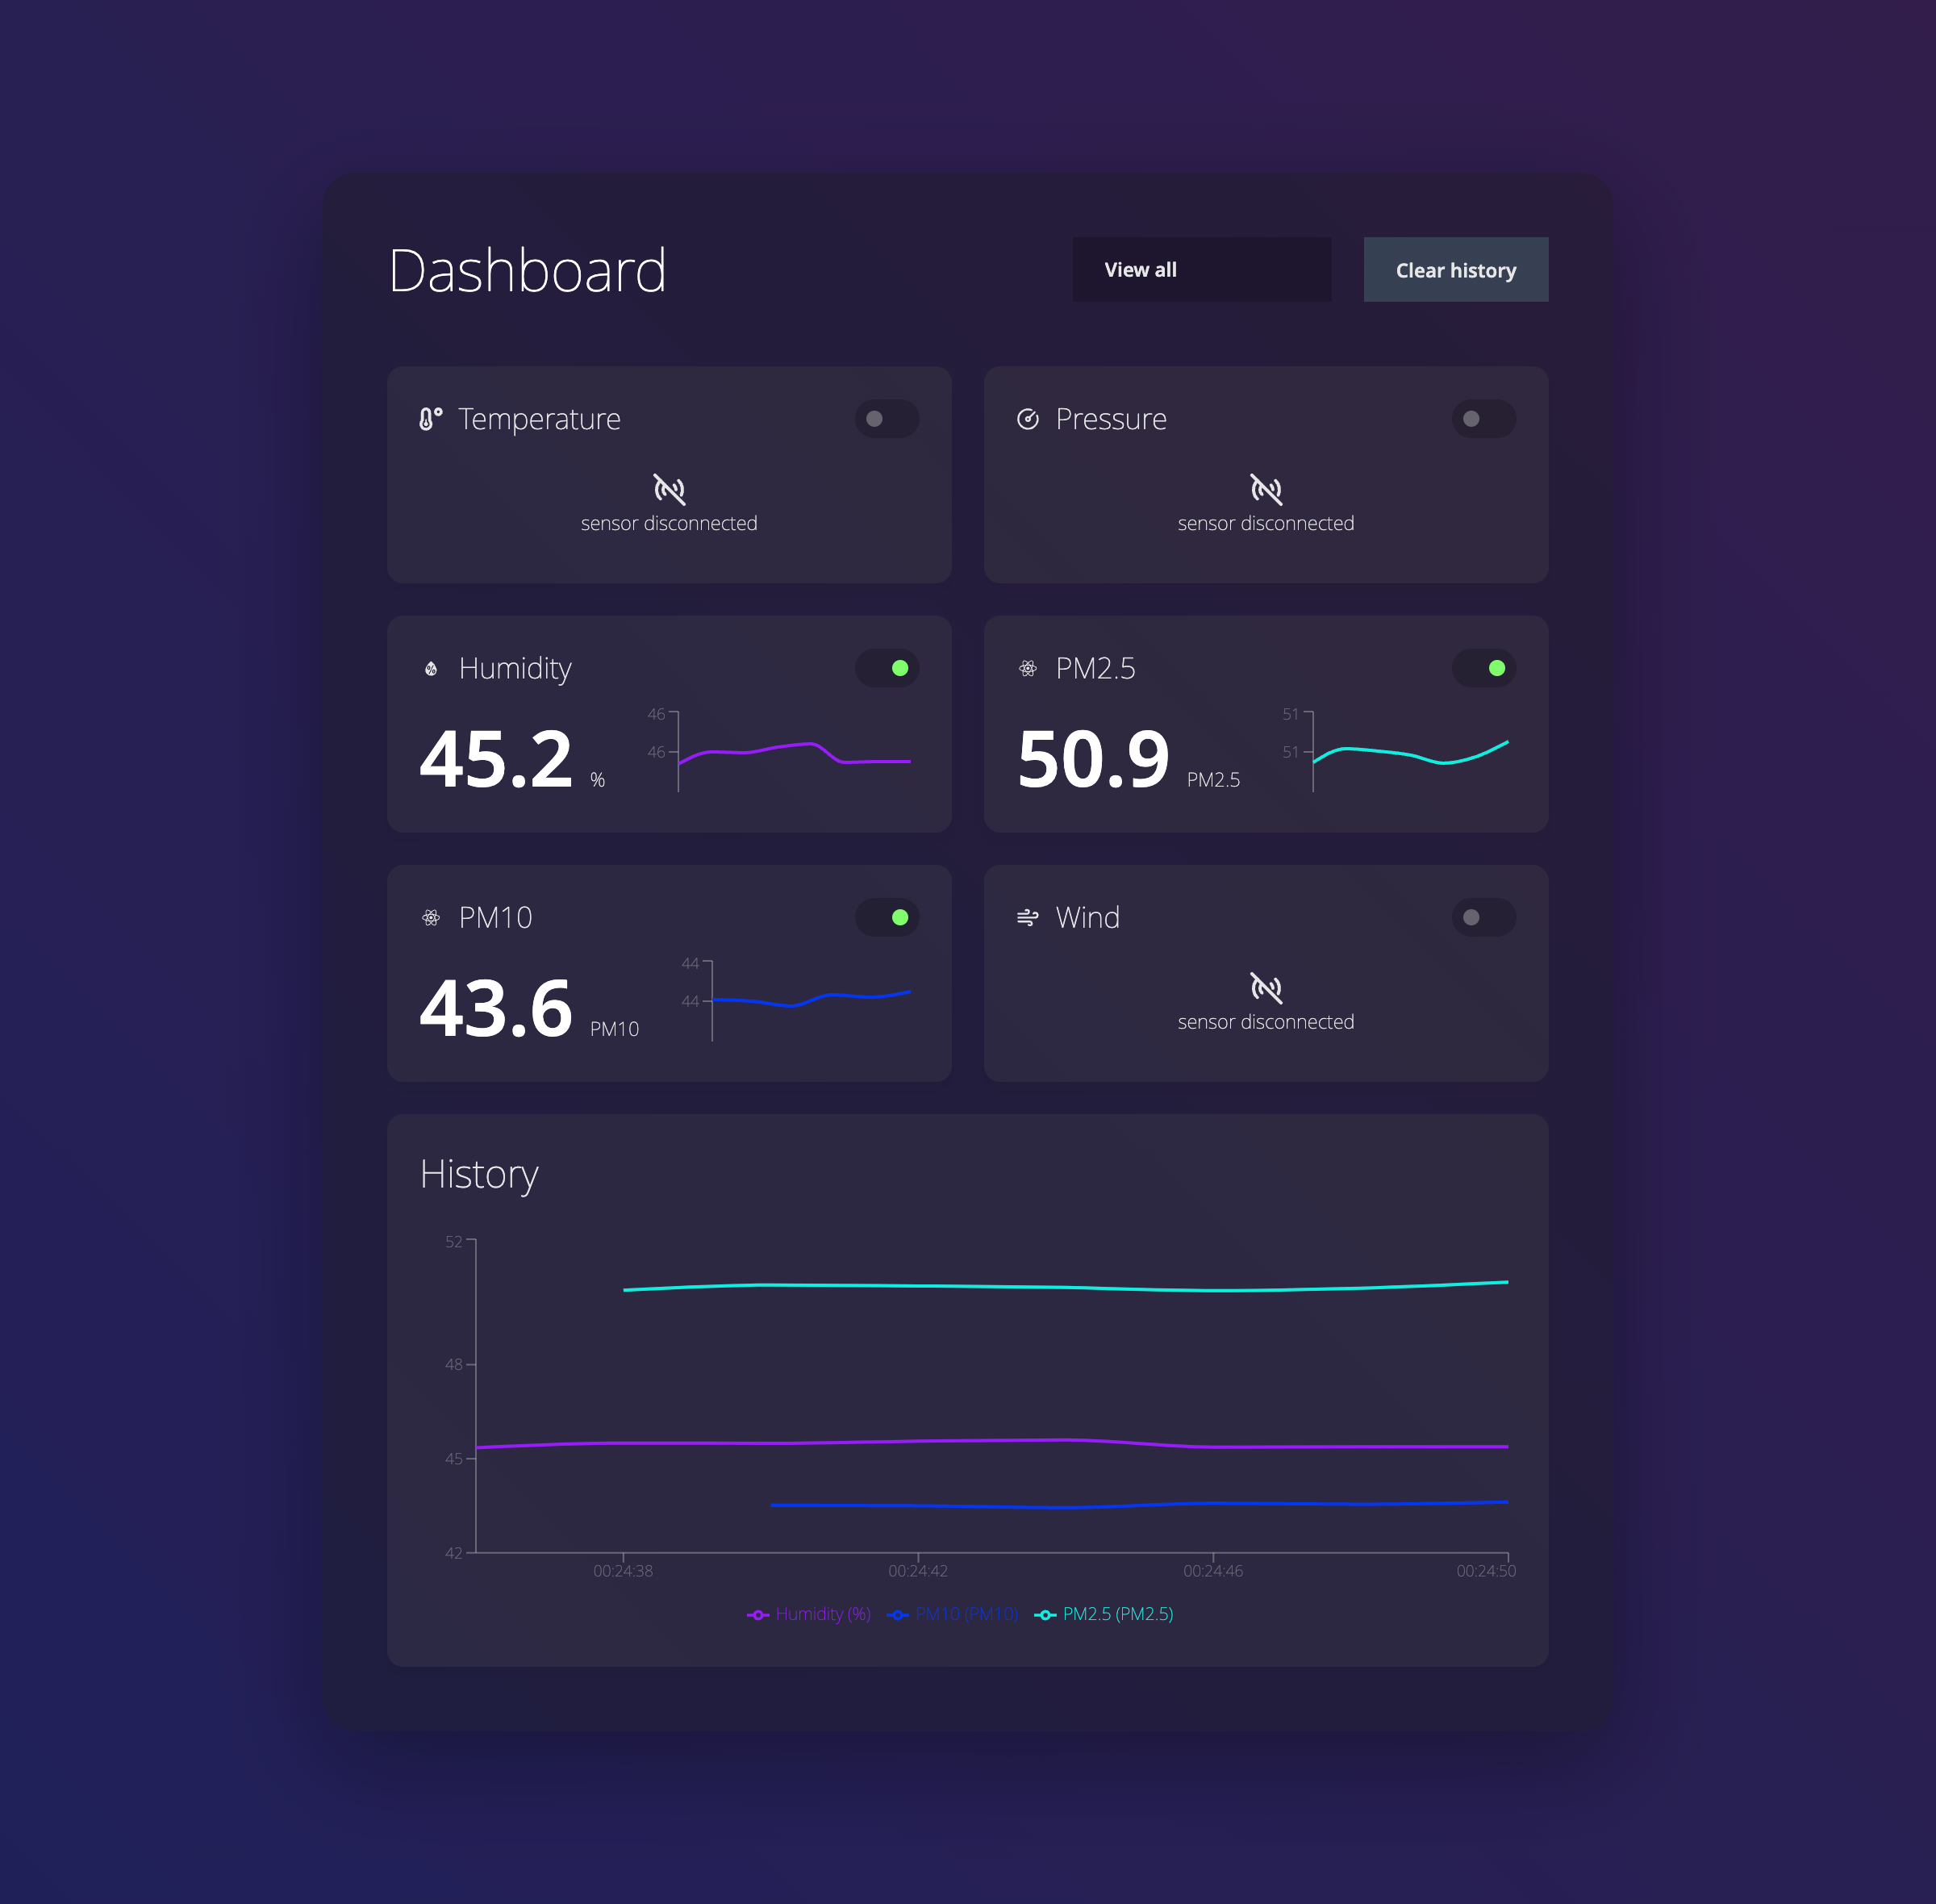 Dashboard
View all
Clear history
Temperature
sensor disconnected
Pressure
sensor disconnected
Humidity
45.2 %
46
46
PM2.5
50.9 PM2.5
51
51
PM10
43.6 PM10
44
44
Wind
sensor disconnected
History
52
48
45
42
00:24:38 00:24:42 00:24:46 00:24:50
Humidity (%) PM10 (PM10) PM2.5 (PM2.5)